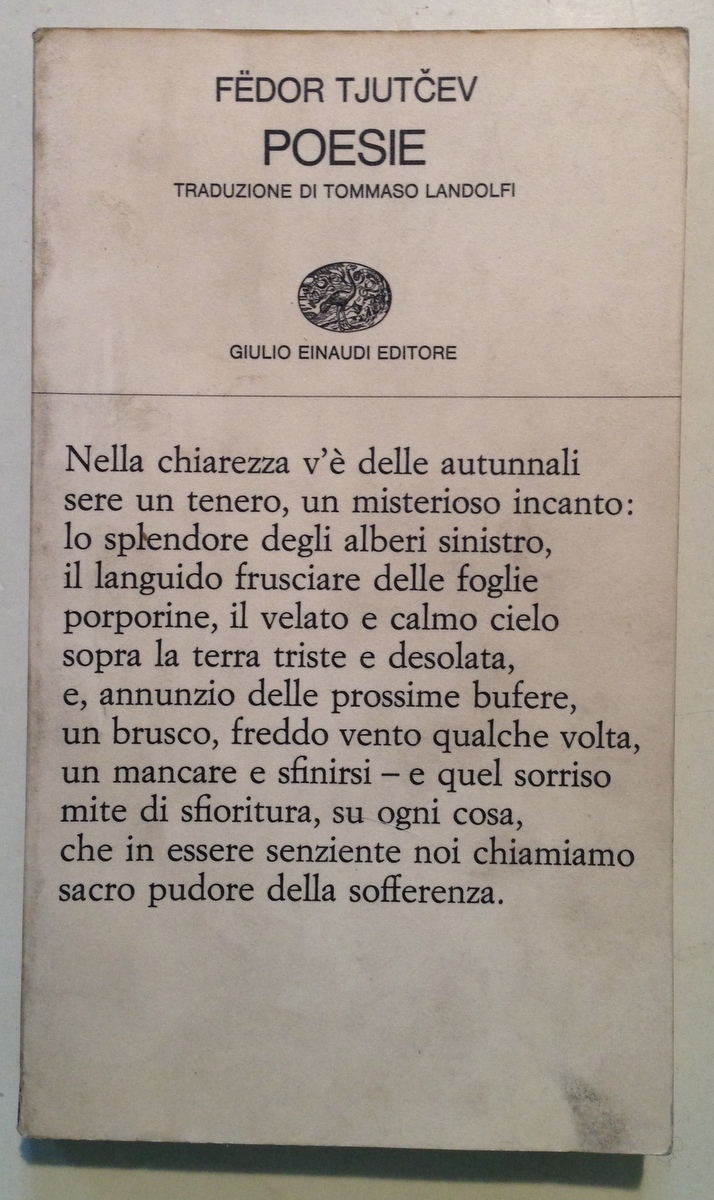 FËDOR TJUTČEV
POESIE
TRADUZIONE DI TOMMASO LANDOLFI
GIULIO EINAUDI EDITORE
Nella chiarezza v'è delle autunnali
sere un tenero, un misterioso incanto:
lo splendore degli alberi sinistro,
il languido frusciare delle foglie
porporine, il velato e calmo cielo
sopra la terra triste e desolata,
e, annunzio delle prossime bufere,
un brusco, freddo vento qualche volta,
un mancare e sfinirsi – e quel sorriso
mite di sfioritura, su ogni cosa,
che in essere senziente noi chiamiamo
sacro pudore della sofferenza.